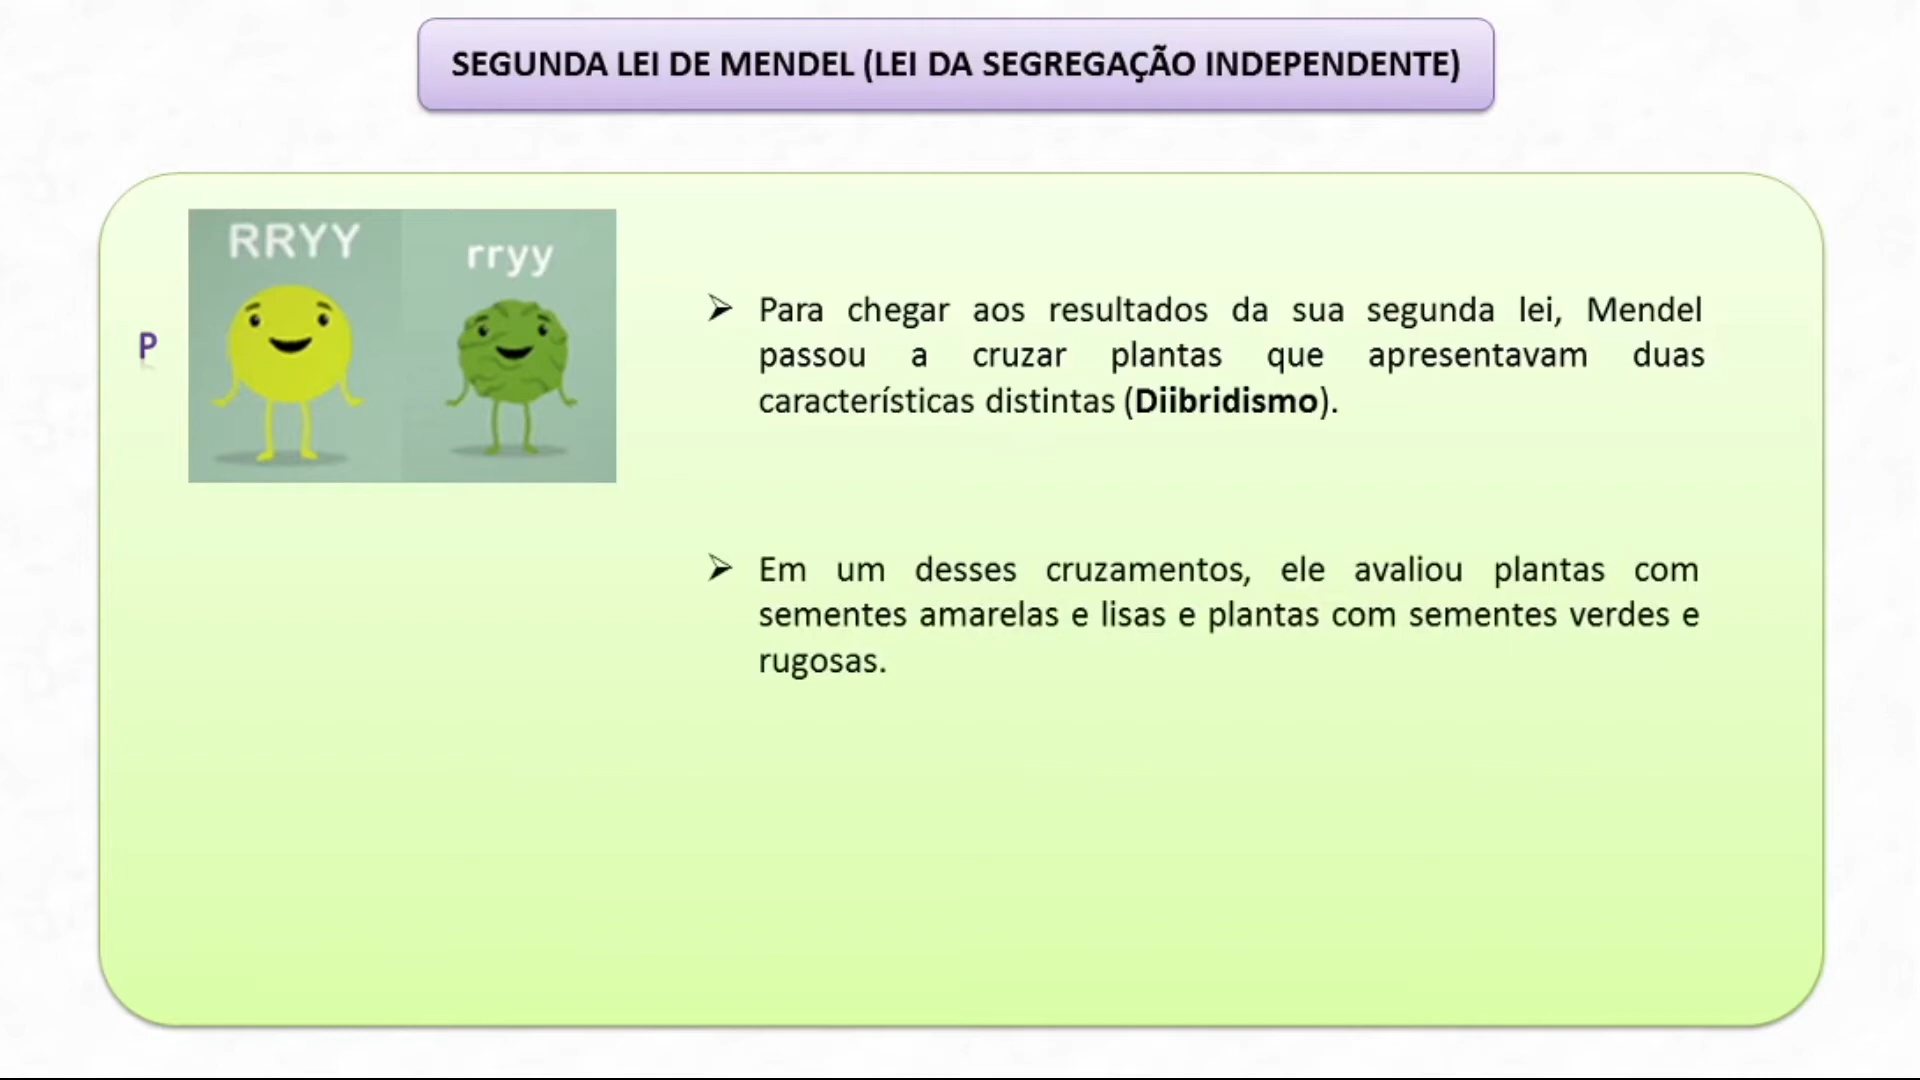 SEGUNDA LEI DE MENDEL (LEI DA SEGREGAÇÃO INDEPENDENTE)
RRYY
rryy
P
Para chegar aos resultados da sua segunda lei, Mendel
passou a cruzar plantas que apresentavam duas
características distintas (Diibridismo).
Em um desses cruzamentos, ele avaliou plantas com
sementes amarelas e lisas e plantas com sementes verdes e
rugosas.